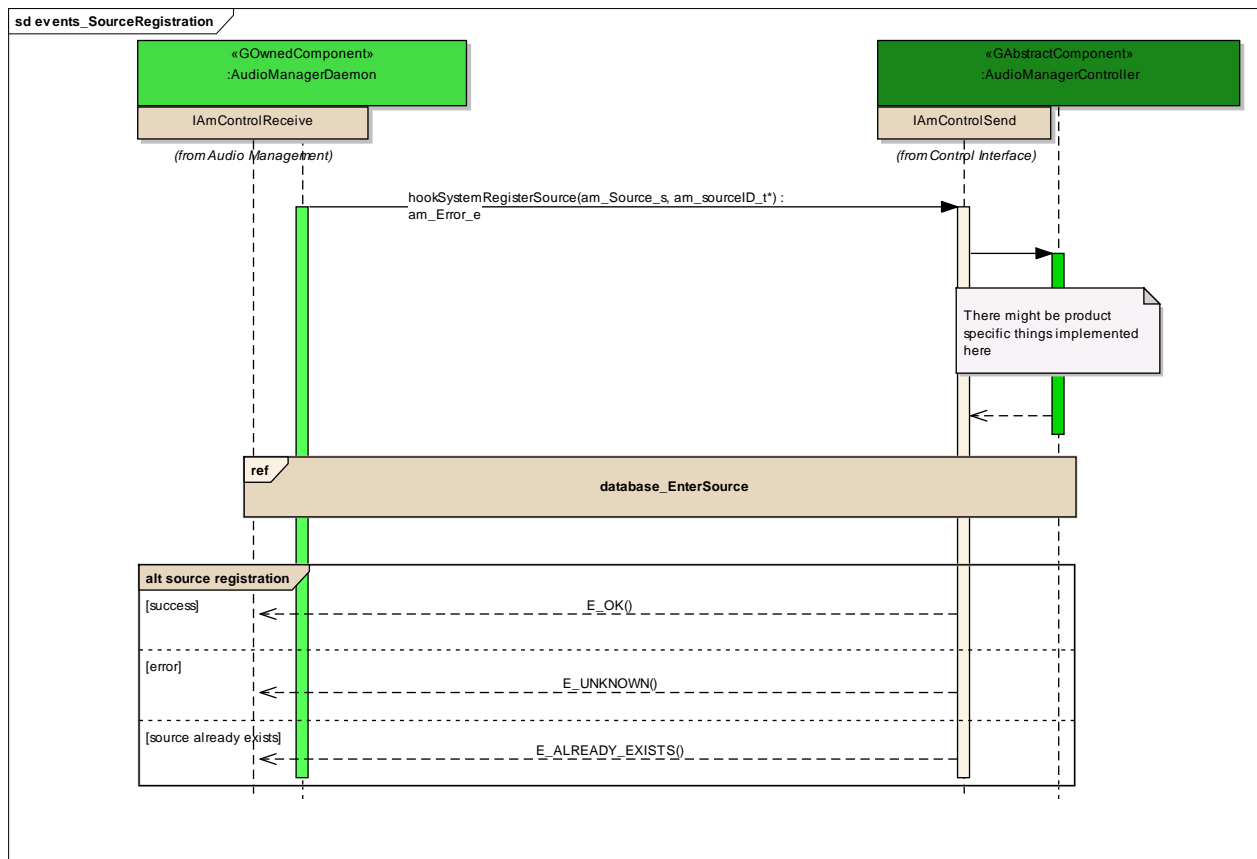 sd events_SourceRegistration
«GOwnedComponent»
:AudioManagerDaemon
«GAbstractComponent»
:AudioManagerController
IAmControlReceive
IAmControlSend
(from Audio Management)
(from Control Interface)
hookSystemRegisterSource(am_Source_s, am_sourceID_t*) :
am_Error_e
There might be product
specific things implemented
here
ref
database_EnterSource
alt source registration
[success]
E_OK()
[error]
E_UNKNOWN()
[source already exists]
E_ALREADY_EXISTS()